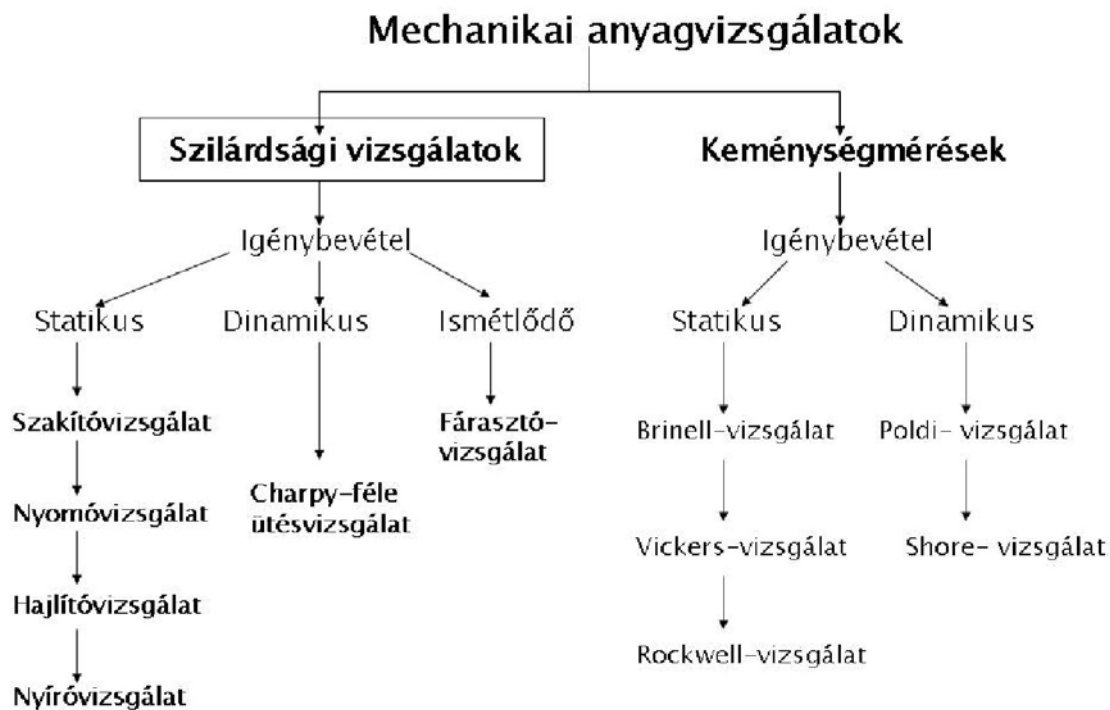 Mechanikai anyagvizsgálatok
Szilárdsági vizsgálatok
Keménységmérések
Igénybevétel
Igénybevétel
Statikus
Dinamikus
Ismétlődő
Statikus
Dinamikus
Szakítóvizsgálat
Fárasztó-
vizsgálat
Brinell-vizsgálat
Poldi- vizsgálat
Nyomóvizsgálat
Charpy-féle
ütésvizsgálat
Vickers-vizsgálat
Shore- vizsgálat
Hajlítóvizsgálat
Rockwell-vizsgálat
Nyíróvizsgálat